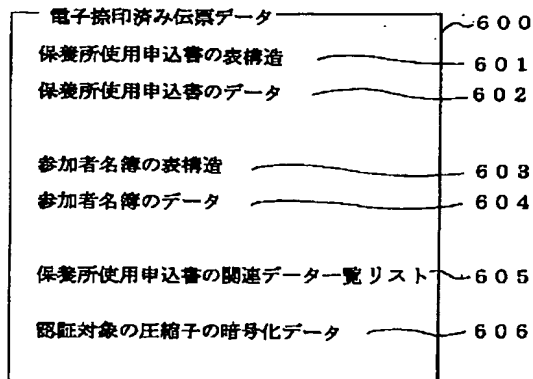 電子捺印済み伝票データ 600
保養所使用申込書の表構造 601
保養所使用申込書のデータ 602
参加者名簿の表構造 603
参加者名簿のデータ 604
保養所使用申込書の関連データ一覧リスト 605
認証対象の圧縮子の暗号化データ 606